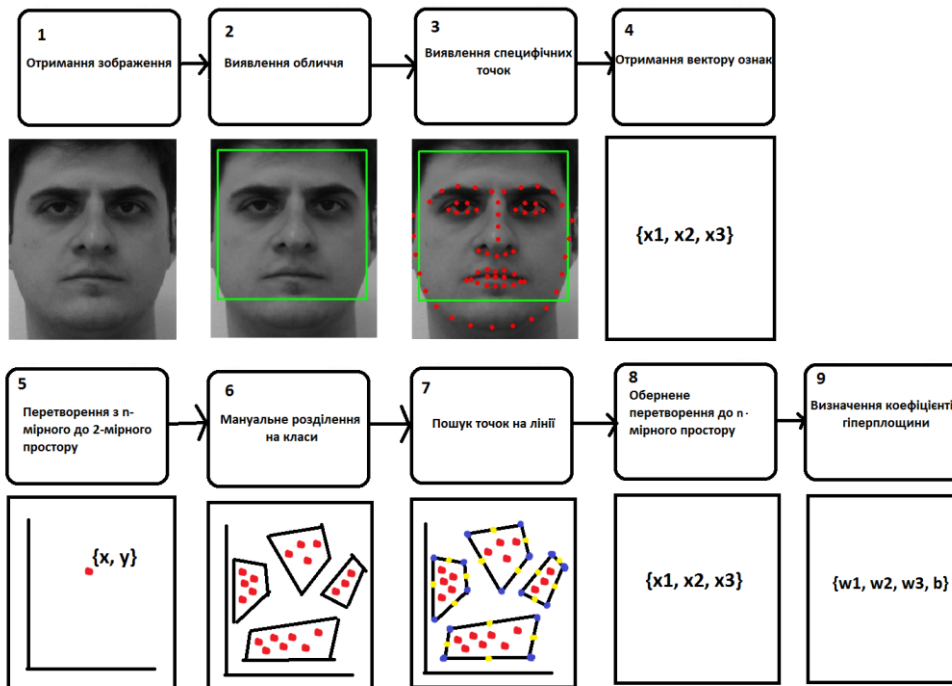 1
Отримання зображення
2
Виявлення обличчя
3
Виявлення специфічних
точок
4
Отримання вектору ознак
{x1, x2, x3}
5
Перетворення з n-
мірного до 2-мірного
простору
6
Мануальне розділення
на класи
7
Пошук точок на лінії
8
Обернене
перетворення до n-
мірного простору
9
Визначення коефіцієнті
гіперплощини
{x, y}
{x1, x2, x3}
{w1, w2, w3, b}